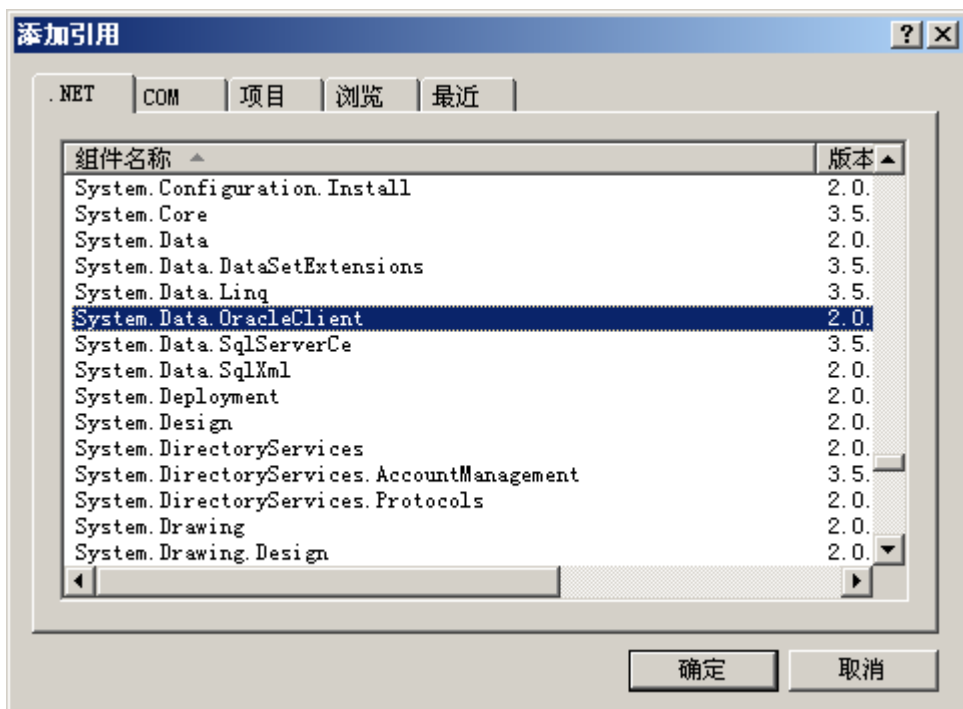 添加引用
.NET COM 项目 浏览 最近
组件名称 版本
System.Configuration.Install 2.0.
System.Core 3.5.
System.Data 2.0.
System.Data.DataSetExtensions 3.5.
System.Data.Linq 3.5.
System.Data.OracleClient 2.0.
System.Data.SqlServerCe 3.5.
System.Data.SqlXml 2.0.
System.Deployment 2.0.
System.Design 2.0.
System.DirectoryServices 2.0.
System.DirectoryServices.AccountManagement 3.5.
System.DirectoryServices.Protocols 2.0.
System.Drawing 2.0.
System.Drawing.Design 2.0.
确定 取消